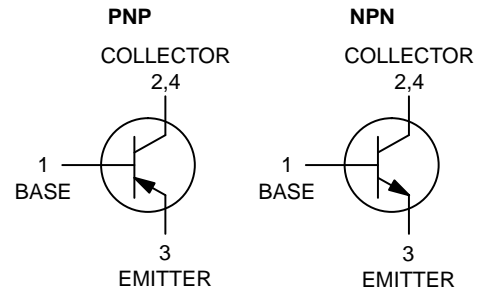 PNP
COLLECTOR
2,4
1
BASE
3
EMITTER
NPN
COLLECTOR
2,4
1
BASE
3
EMITTER